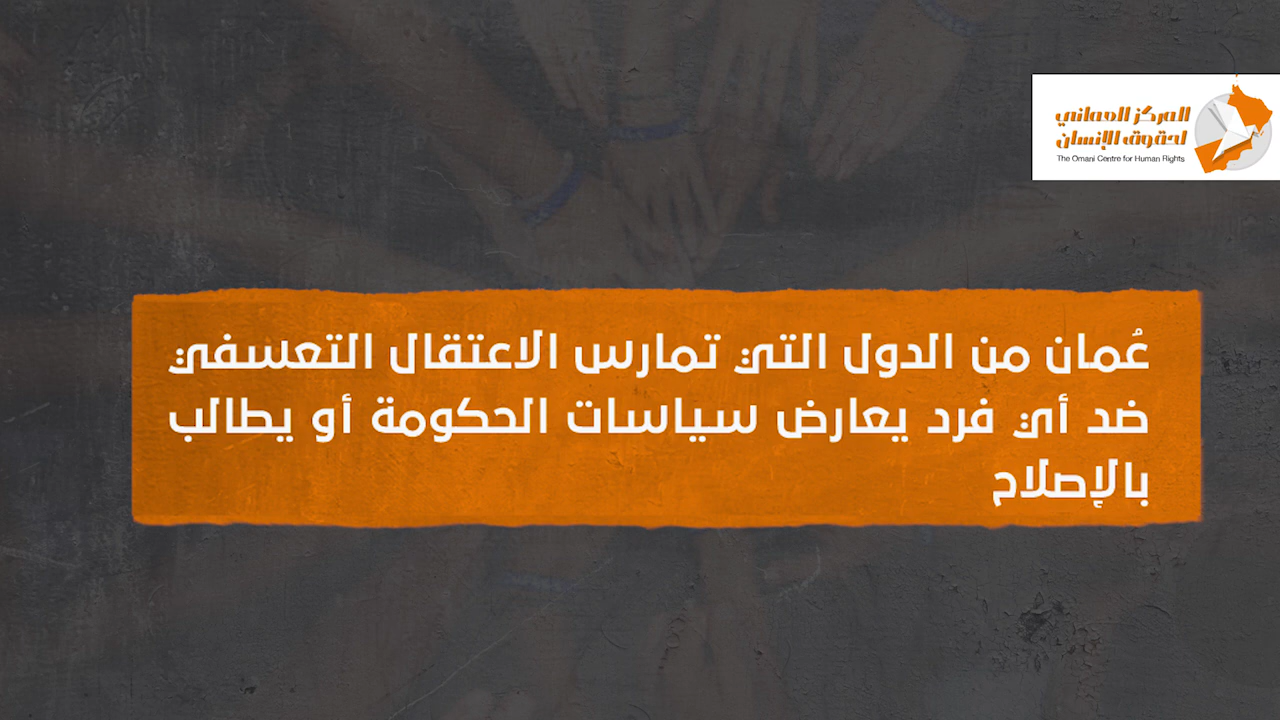 المركز العماني
لحقوق الإنسان
The Omani Centre for Human Rights
عُمان من الدول التي تمارس الاعتقال التعسفي
ضد أي فرد يعارض سياسات الحكومة أو يطالب
بالإصلاح